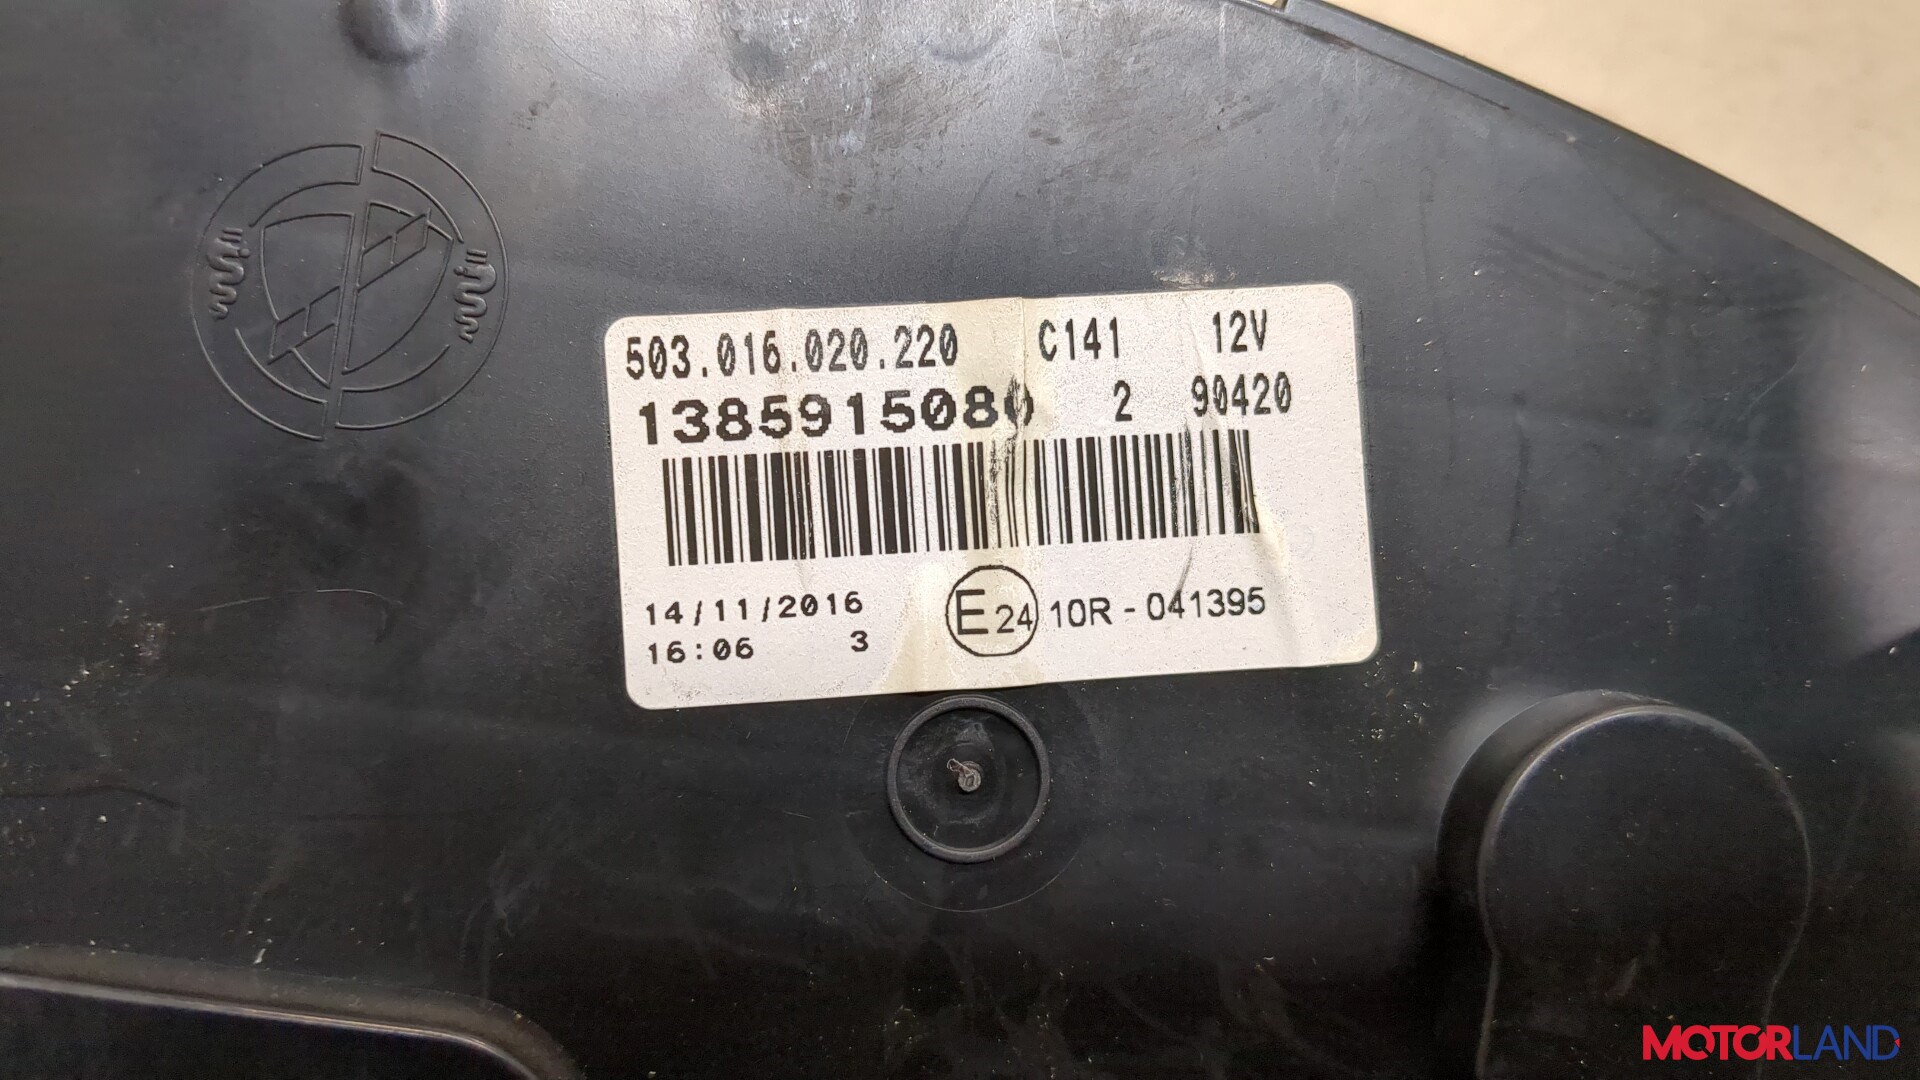 503.016.020.220 C141 12V
1385915080 2 90420
14/11/2016
16:06 3
E24 10R - 041395
MOTORLAND